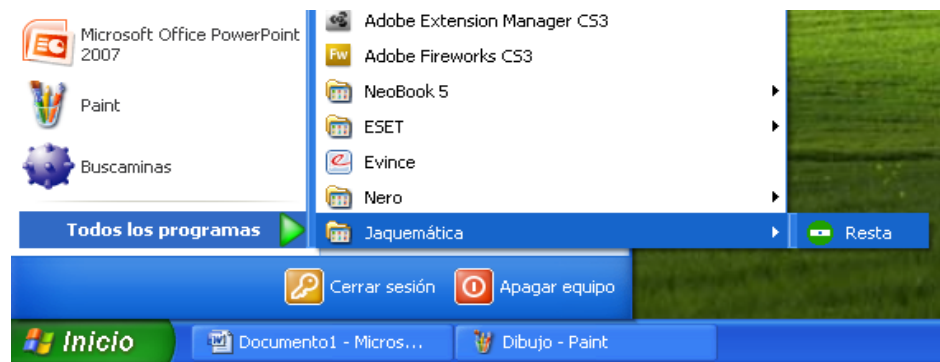 Microsoft Office PowerPoint
2007
Paint
Buscaminas
Todos los programas
Adobe Extension Manager CS3
Fw
Adobe Fireworks CS3
NeoBook 5
ESET
Evince
Nero
Jaquemática
Resta
Cerrar sesión
Apagar equipo
Inicio
Documento1 - Micros...
Dibujo - Paint